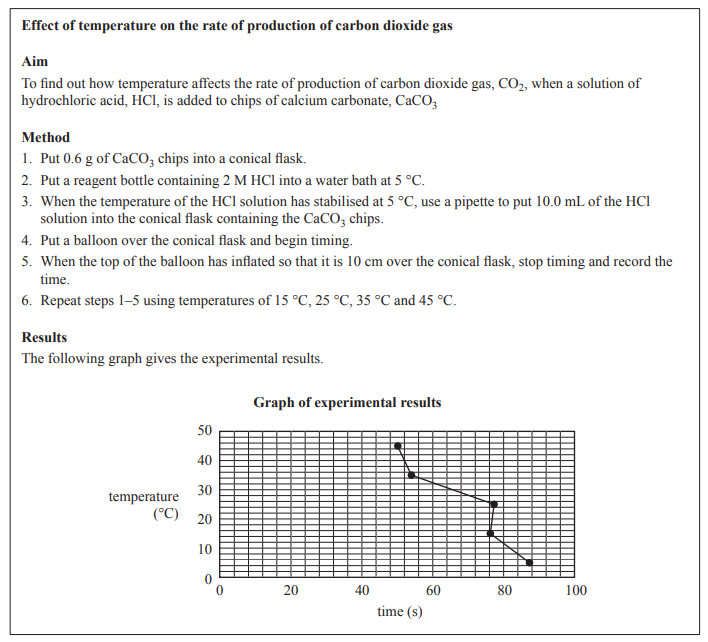 Effect of temperature on the rate of production of carbon dioxide gas
Aim
To find out how temperature affects the rate of production of carbon dioxide gas, CO₂, when a solution of
hydrochloric acid, HCl, is added to chips of calcium carbonate, CaCO₃
Method
1. Put 0.6 g of CaCO₃ chips into a conical flask.
2. Put a reagent bottle containing 2 M HCl into a water bath at 5 °C.
3. When the temperature of the HCl solution has stabilised at 5 °C, use a pipette to put 10.0 mL of the HCl
solution into the conical flask containing the CaCO₃ chips.
4. Put a balloon over the conical flask and begin timing.
5. When the top of the balloon has inflated so that it is 10 cm over the conical flask, stop timing and record the
time.
6. Repeat steps 1–5 using temperatures of 15 °C, 25 °C, 35 °C and 45 °C.
Results
The following graph gives the experimental results.
Graph of experimental results
50
40
30
20
10
0
temperature
(°C)
0 20 40 60 80 100
time (s)